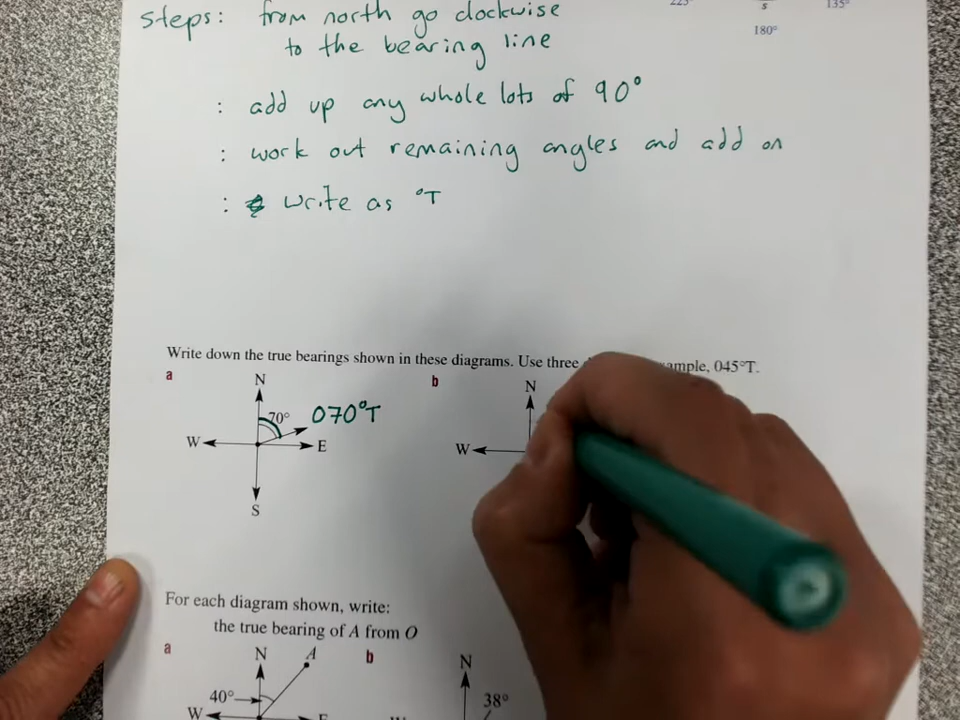 steps: from north go clockwise
to the bearing line
: add up any whole lots of 90°
: work out remaining angles and add on
: write as °T
225°
S
135°
180°
Write down the true bearings shown in these diagrams. Use three ample, 045°T.
a
N
70° 070°T
W E
S
b
N
W
For each diagram shown, write:
the true bearing of A from O
a
N A
40°
W E
b
N
38°